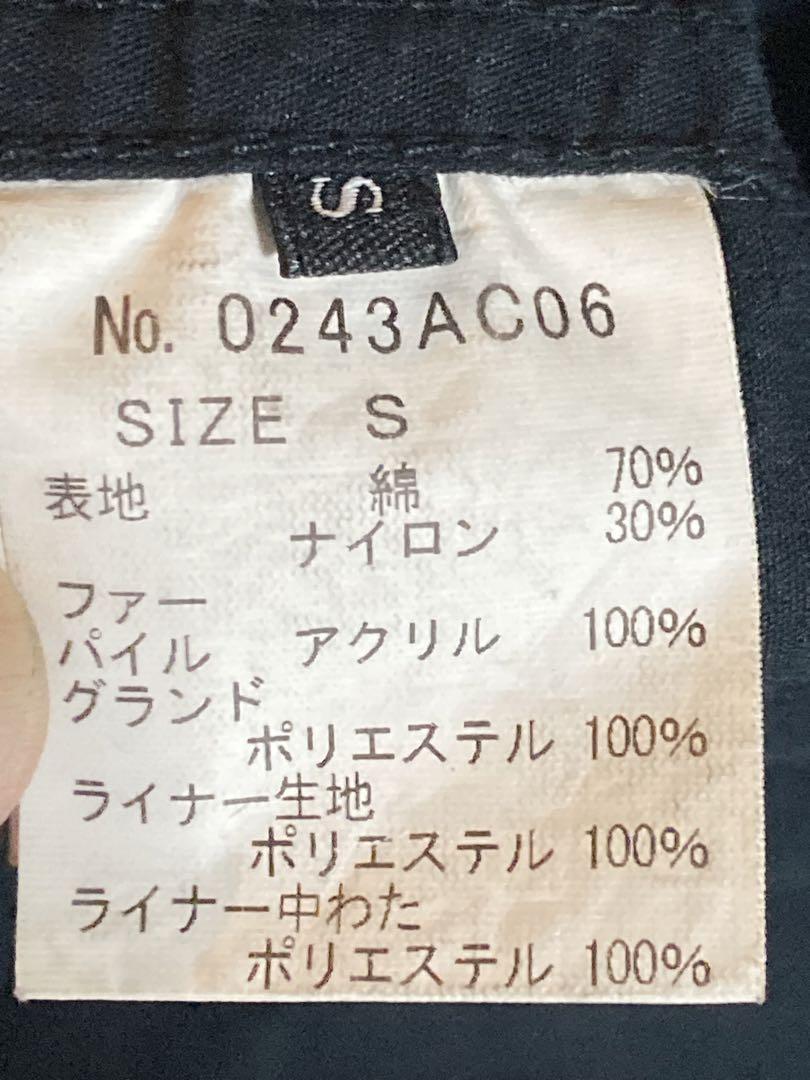 S
No. 0243AC06
SIZE S
表地 綿 70%
ナイロン 30%
ファー
パイル アクリル 100%
グランド
ポリエステル 100%
ライナー生地
ポリエステル 100%
ライナー中わた
ポリエステル 100%